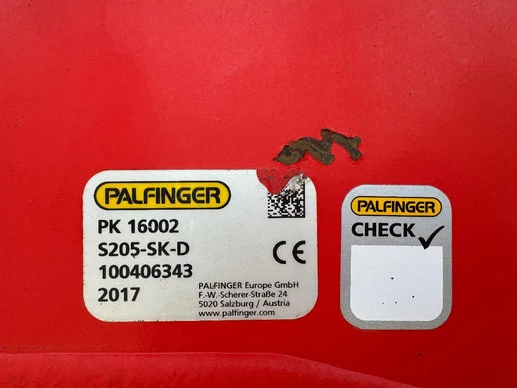 PALFINGER
PK 16002
S205-SK-D
100406343
2017
PALFINGER Europe GmbH
F.-W.-Scherer-Straße 24
5020 Salzburg / Austria
www.palfinger.com
CE
PALFINGER
CHECK